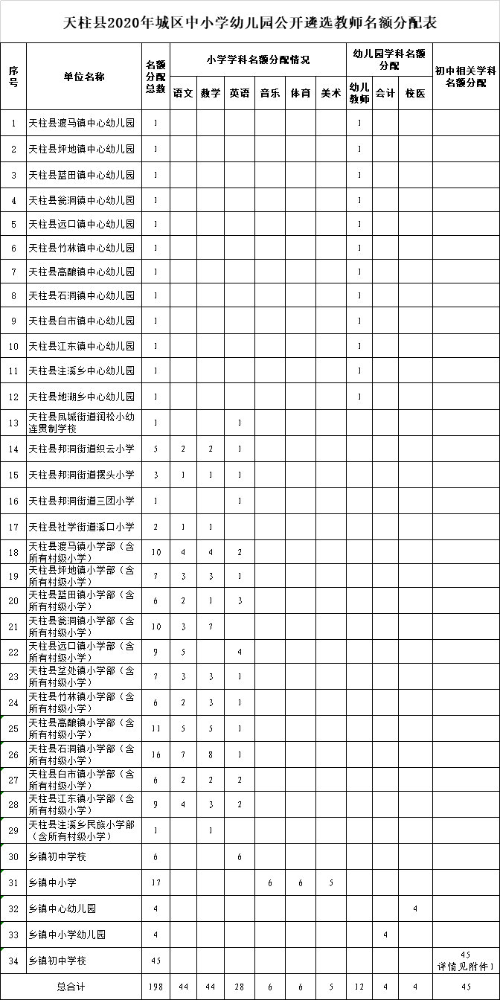 天柱县2020年城区中小学幼儿园公开遴选教师名额分配表
序号 单位名称 名额分配总数 小学学科名额分配情况 幼儿园学科名额分配 初中相关学科名额分配
语文 数学 英语 音乐 体育 美术 幼儿教师 会计 校医
1 天柱县渡马镇中心幼儿园 1 1
2 天柱县坪地镇中心幼儿园 1 1
3 天柱县蓝田镇中心幼儿园 1 1
4 天柱县瓮洞镇中心幼儿园 1 1
5 天柱县远口镇中心幼儿园 1 1
6 天柱县竹林镇中心幼儿园 1 1
7 天柱县高酿镇中心幼儿园 1 1
8 天柱县石洞镇中心幼儿园 1 1
9 天柱县白市镇中心幼儿园 1 1
10 天柱县江东镇中心幼儿园 1 1
11 天柱县注溪乡中心幼儿园 1 1
12 天柱县地湖乡中心幼儿园 1 1
13 天柱县凤城街道润松小幼连贯制学校 1 1
14 天柱县邦洞街道织云小学 5 2 2 1
15 天柱县邦洞街道摆头小学 3 1 1 1
16 天柱县邦洞街道三团小学 1 1
17 天柱县社学街道溪口小学 2 1 1
18 天柱县渡马镇小学部（含所有村级小学） 10 4 4 2
19 天柱县坪地镇小学部（含所有村级小学） 7 3 3 1
20 天柱县蓝田镇小学部（含所有村级小学） 6 2 1 3
21 天柱县瓮洞镇小学部（含所有村级小学） 10 3 7
22 天柱县远口镇小学部（含所有村级小学） 9 5 4
23 天柱县坌处镇小学部（含所有村级小学） 7 3 3 1
24 天柱县竹林镇小学部（含所有村级小学） 6 2 3 1
25 天柱县高酿镇小学部（含所有村级小学） 11 5 5 1
26 天柱县石洞镇小学部（含所有村级小学） 16 7 8 1
27 天柱县白市镇小学部（含所有村级小学） 6 2 2 2
28 天柱县江东镇小学部（含所有村级小学） 9 4 3 2
29 天柱县注溪乡民族小学部（含所有村级小学） 1 1
30 乡镇初中学校 6 6
31 乡镇中小学 17 6 6 5
32 乡镇中心幼儿园 4 4
33 乡镇中小学幼儿园 4 4
34 乡镇初中学校 45 45 详情见附件1
总合计 198 44 44 28 6 6 5 12 4 4 45